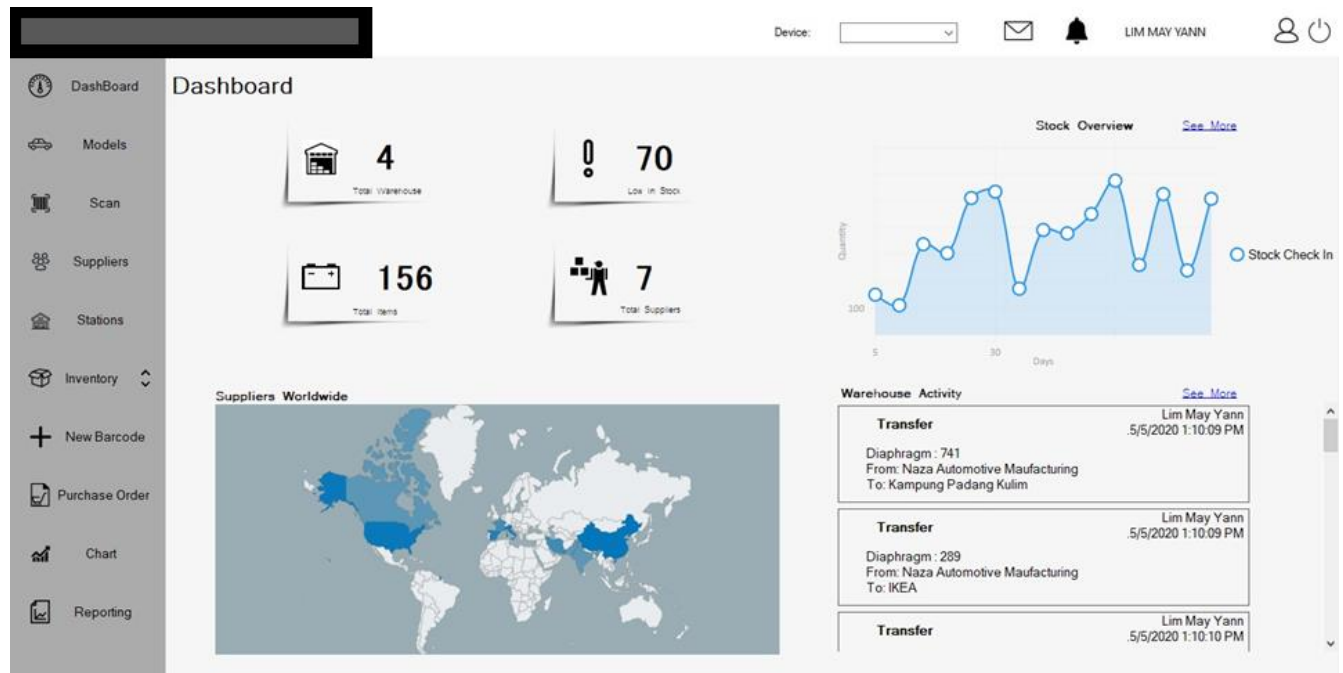 Device:
LIM MAY YANN
DashBoard
Models
Scan
Suppliers
Stations
Inventory
New Barcode
Purchase Order
Chart
Reporting
Dashboard
4
Total Warehouse
70
Low In Stock
156
Total Items
7
Total Suppliers
Stock Overview See More
Quantity
100
5 30
Days
Stock Check In
Suppliers Worldwide
Warehouse Activity See More
Transfer Lim May Yann
.5/5/2020 1:10:09 PM
Diaphragm : 741
From: Naza Automotive Maufacturing
To: Kampung Padang Kulim
Transfer Lim May Yann
.5/5/2020 1:10:09 PM
Diaphragm : 289
From: Naza Automotive Maufacturing
To: IKEA
Transfer Lim May Yann
.5/5/2020 1:10:10 PM